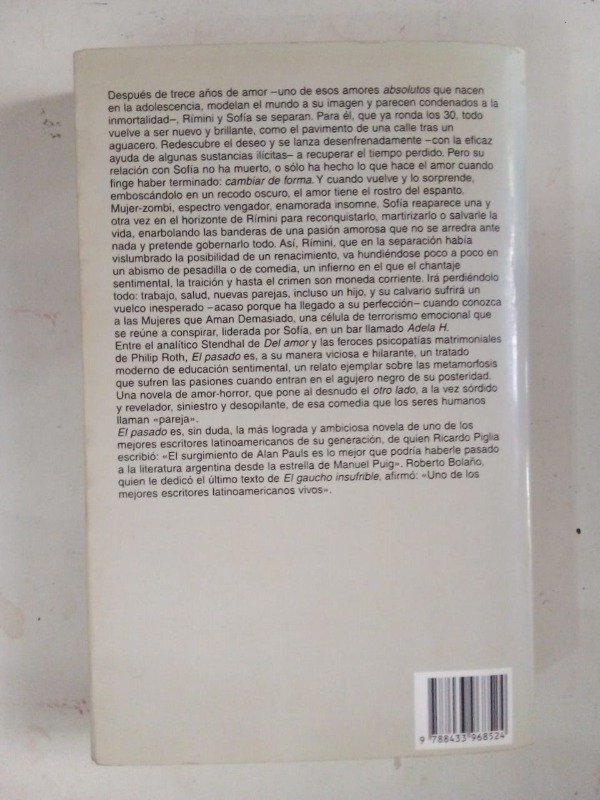 Después de trece años de amor –uno de esos amores absolutos que nacen
en la adolescencia, modelan el mundo a su imagen y parecen condenados a la
inmortalidad–, Rímini y Sofía se separan. Para él, que ya ronda los 30, todo
vuelve a ser nuevo y brillante, como el pavimento de una calle tras un
aguacero. Redescubre el deseo y se lanza desenfrenadamente –con la eficaz
ayuda de algunas sustancias ilícitas– a recuperar el tiempo perdido. Pero su
relación con Sofía no ha muerto, o sólo ha hecho lo que hace el amor cuando
finge haber terminado: cambiar de forma. Y cuando vuelve y lo sorprende,
emboscándolo en un recodo oscuro, el amor tiene el rostro del espanto.
Mujer-zombi, espectro vengador, enamorada insomne, Sofía reaparece una y
otra vez en el horizonte de Rímini para reconquistarlo, martirizarlo o salvarle la
vida, enarbolando las banderas de una pasión amorosa que no se arredra ante
nada y pretende gobernarlo todo. Así, Rímini, que en la separación había
vislumbrado la posibilidad de un renacimiento, va hundiéndose poco a poco en
un abismo de pesadilla o de comedia, un infierno en el que el chantaje
sentimental, la traición y hasta el crimen son moneda corriente. Irá perdiéndolo
todo: trabajo, salud, nuevas parejas, incluso un hijo, y su calvario sufrirá un
vuelco inesperado –acaso porque ha llegado a su perfección– cuando conozca
a las Mujeres que Aman Demasiado, una célula de terrorismo emocional que
se reúne a conspirar, liderada por Sofía, en un bar llamado Adela H.
Entre el analítico Stendhal de Del amor y las feroces psicopatías matrimoniales
de Philip Roth, El pasado es, a su manera viciosa e hilarante, un tratado
moderno de educación sentimental, un relato ejemplar sobre las metamorfosis
que sufren las pasiones cuando entran en el agujero negro de su posteridad.
Una novela de amor-horror, que pone al desnudo el otro lado, a la vez sórdido
y revelador, siniestro y desopilante, de esa comedia que los seres humanos
llaman «pareja».
El pasado es, sin duda, la más lograda y ambiciosa novela de uno de los
mejores escritores latinoamericanos de su generación, de quien Ricardo Piglia
escribió: «El surgimiento de Alan Pauls es lo mejor que podría haberle pasado
a la literatura argentina desde la estrella de Manuel Puig». Roberto Bolaño,
quien le dedicó el último texto de El gaucho insufrible, afirmó: «Uno de los
mejores escritores latinoamericanos vivos».
9 788433 968524